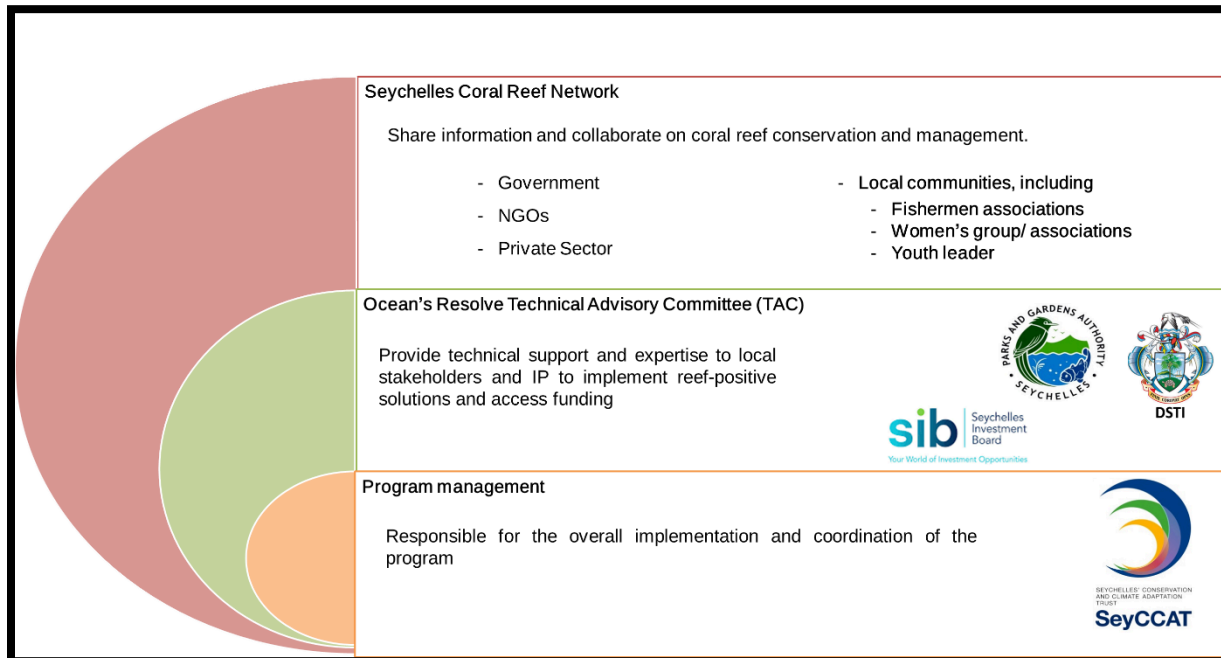 Seychelles Coral Reef Network
Share information and collaborate on coral reef conservation and management.
- Government
- NGOs
- Private Sector
- Local communities, including
- Fishermen associations
- Women's group/ associations
- Youth leader
Ocean's Resolve Technical Advisory Committee (TAC)
Provide technical support and expertise to local
stakeholders and IP to implement reef-positive
solutions and access funding
PARKS AND GARDENS AUTHORITY
• SEYCHELLES •
DSTI
sib
Seychelles
Investment
Board
Your World of Investment Opportunities
Program management
Responsible for the overall implementation and coordination of the
program
SEYCHELLES' CONSERVATION
AND CLIMATE ADAPTATION
TRUST
SeyCCAT